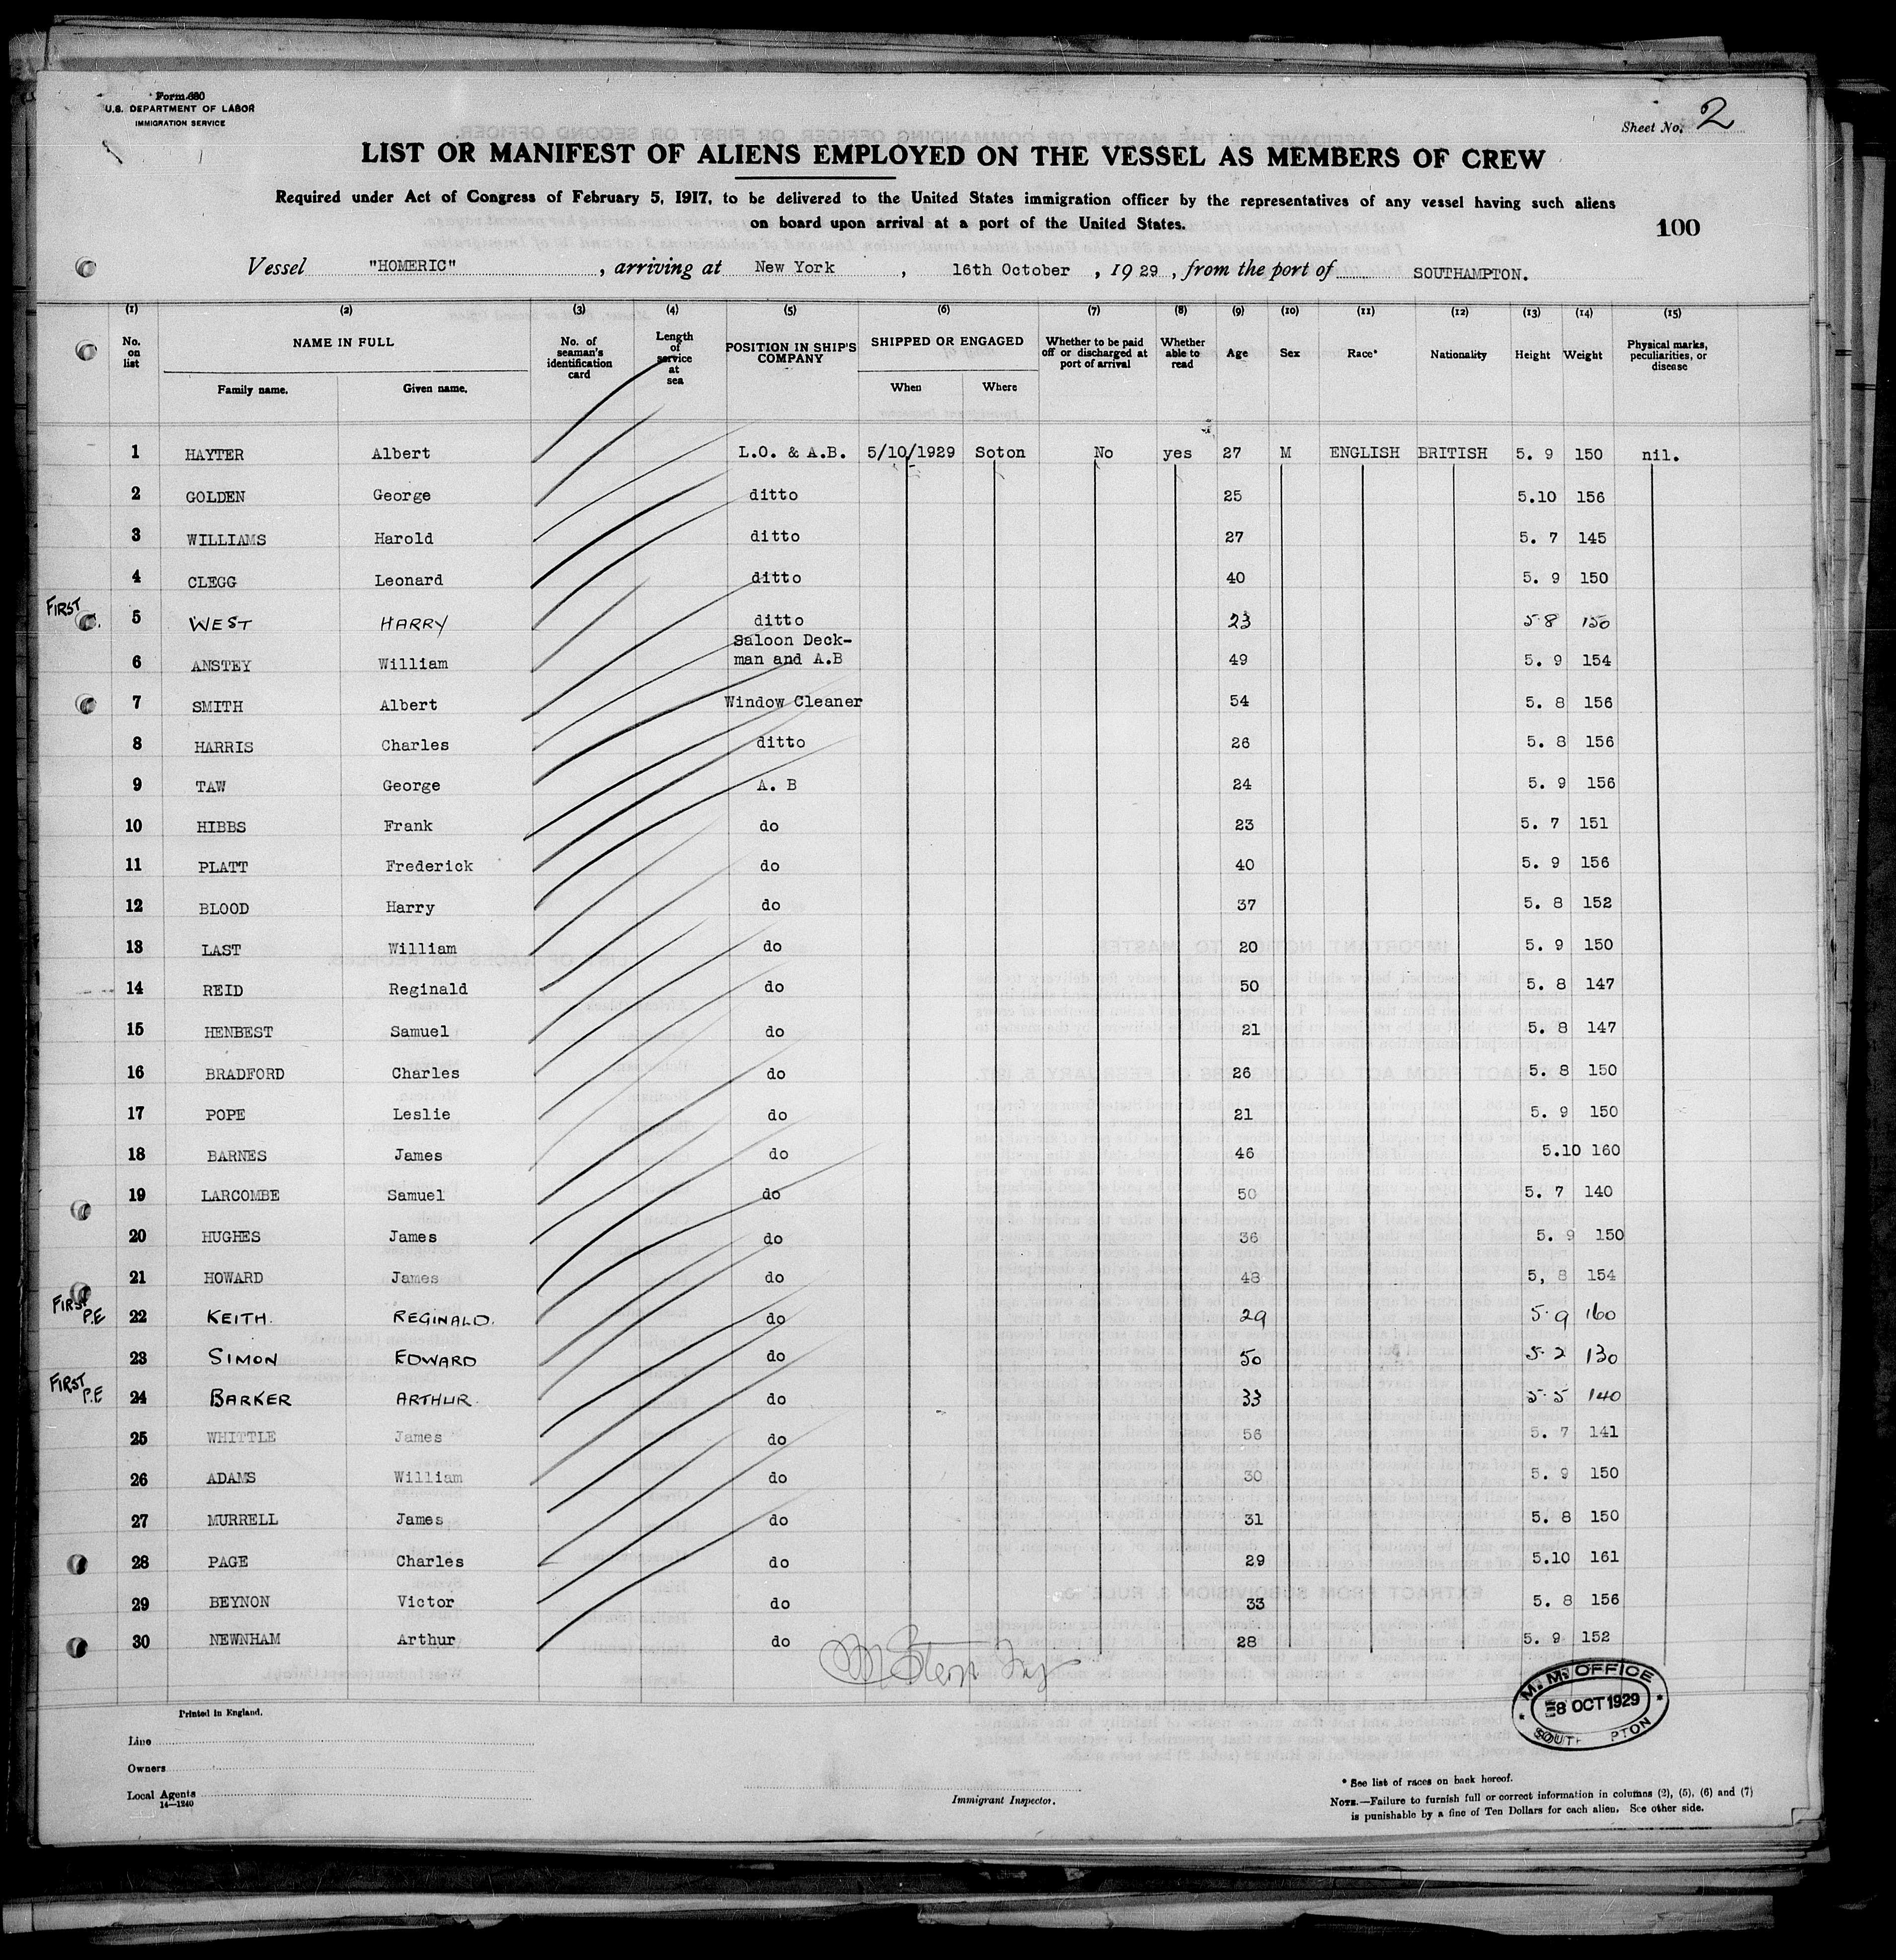 Form 680
U.S. DEPARTMENT OF LABOR
IMMIGRATION SERVICE
Sheet No. 2
LIST OR MANIFEST OF ALIENS EMPLOYED ON THE VESSEL AS MEMBERS OF CREW
Required under Act of Congress of February 5, 1917, to be delivered to the United States immigration officer by the representatives of any vessel having such aliens
on board upon arrival at a port of the United States.
100
Vessel "HOMERIC", arriving at New York, 16th October, 1929, from the port of SOUTHAMPTON.
(1) (2) (3) (4) (5) (6) (7) (8) (9) (10) (11) (12) (13) (14) (15)
No. on list NAME IN FULL Family name. Given name. No. of seaman's identification card Length of service at sea POSITION IN SHIP'S COMPANY SHIPPED OR ENGAGED When Where Whether to be paid off or discharged at port of arrival Whether able to read Age Sex Race* Nationality Height Weight Physical marks, peculiarities, or disease
1 HAYTER Albert L.O. & A.B. 5/10/1929 Soton No yes 27 M ENGLISH BRITISH 5. 9 150 nil.
2 GOLDEN George ditto 25 5.10 156
3 WILLIAMS Harold ditto 27 5. 7 145
4 CLEGG Leonard ditto 40 5. 9 150
FIRST 5 WEST HARRY ditto 23 5 8 150
6 ANSTEY William Saloon Deck-man and A.B 49 5. 9 154
7 SMITH Albert Window Cleaner 54 5. 8 156
8 HARRIS Charles ditto 26 5. 8 156
9 TAW George A. B 24 5. 9 156
10 HIBBS Frank do 23 5. 7 151
11 PLATT Frederick do 40 5. 9 156
12 BLOOD Harry do 37 5. 8 152
13 LAST William do 20 5. 9 150
14 REID Reginald do 50 5. 8 147
15 HENBEST Samuel do 21 5. 8 147
16 BRADFORD Charles do 26 5. 8 150
17 POPE Leslie do 21 5. 9 150
18 BARNES James do 46 5.10 160
19 LARCOMBE Samuel do 50 5. 7 140
20 HUGHES James do 36 5. 9 150
21 HOWARD James do 48 5, 8 154
FIRST P.E 22 KEITH. REGINALD. do 29 5.9 160
23 SIMON EDWARD do 50 5.2 130
FIRST P.E 24 BARKER ARTHUR. do 33 5.5 140
25 WHITTLE James do 56 5. 7 141
26 ADAMS William do 30 5. 9 150
27 MURRELL James do 31 5. 8 150
28 PAGE Charles do 29 5.10 161
29 BEYNON Victor do 33 5. 8 156
30 NEWNHAM Arthur do 28 5. 9 152
M. M. OFFICE
8 OCT 1929
SOUTH PTON
Printed in England.
Line
Owners
Local Agents
14—1240
Immigrant Inspector.
* See list of races on back hereof.
NOTE.—Failure to furnish full or correct information in columns (2), (5), (6) and (7)
is punishable by a fine of Ten Dollars for each alien. See other side.